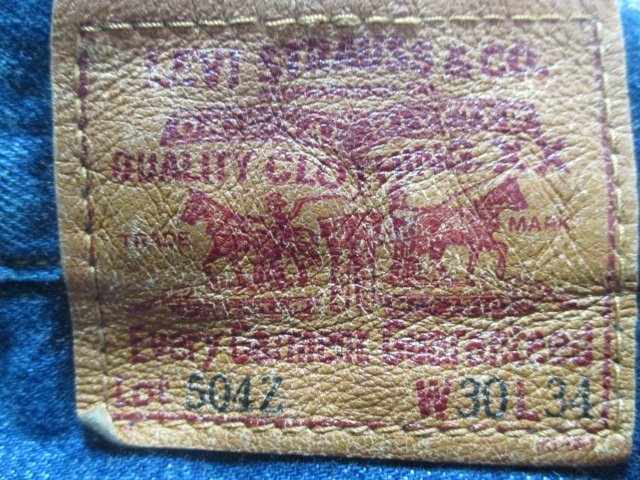 LEVI STRAUSS & CO.
QUALITY CLOTHING
TRADE MARK
Every Garment Guaranteed
Lot 504Z W30 L34